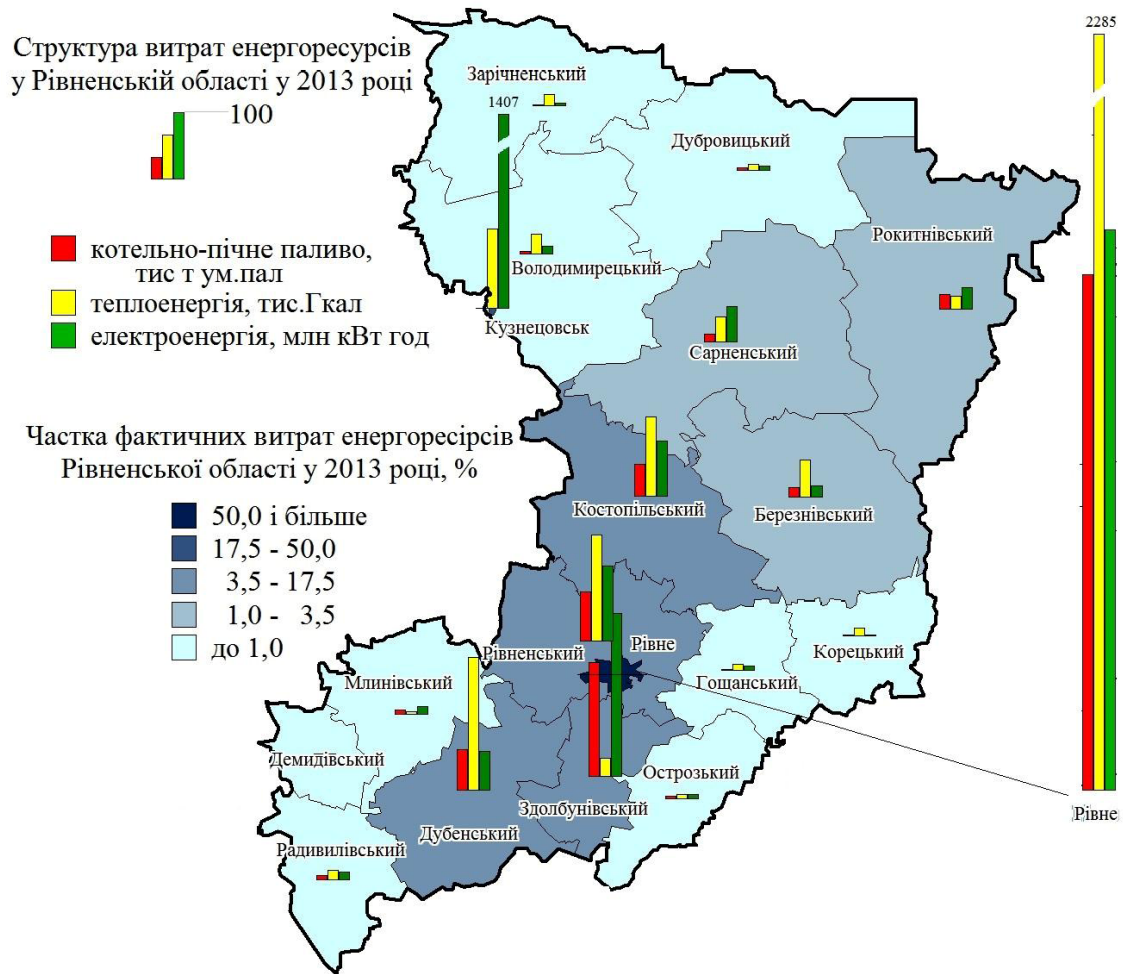 Структура витрат енергоресурсів
у Рівненській області у 2013 році
100
котельно-пічне паливо,
тис т ум.пал
теплоенергія, тис.Гкал
електроенергія, млн кВт год
Частка фактичних витрат енергоресірсів
Рівненської області у 2013 році, %
50,0 і більше
17,5 - 50,0
3,5 - 17,5
1,0 - 3,5
до 1,0
2285
Зарічненський
1407
Дубровицький
Рокитнівський
Володимирецький
Кузнецовськ
Сарненський
Костопільський
Березнівський
Рівне
Рівненський
Корецький
Гощанський
Млинівський
Демидівський
Острозький
Здолбунівський
Дубенський
Радивилівський
Рівне